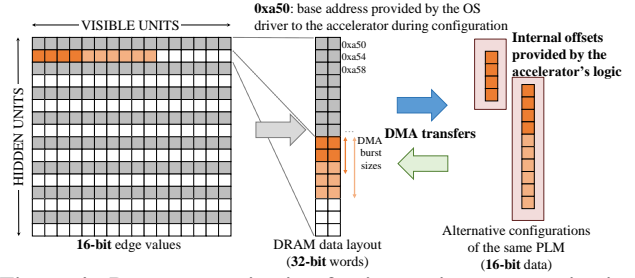 VISIBLE UNITS
HIDDEN UNITS
16-bit edge values
0xa50: base address provided by the OS
driver to the accelerator during configuration
0xa50
0xa54
0xa58
...
DMA
burst
sizes
DRAM data layout
(32-bit words)
DMA transfers
Internal offsets
provided by the
accelerator's logic
Alternative configurations
of the same PLM
(16-bit data)